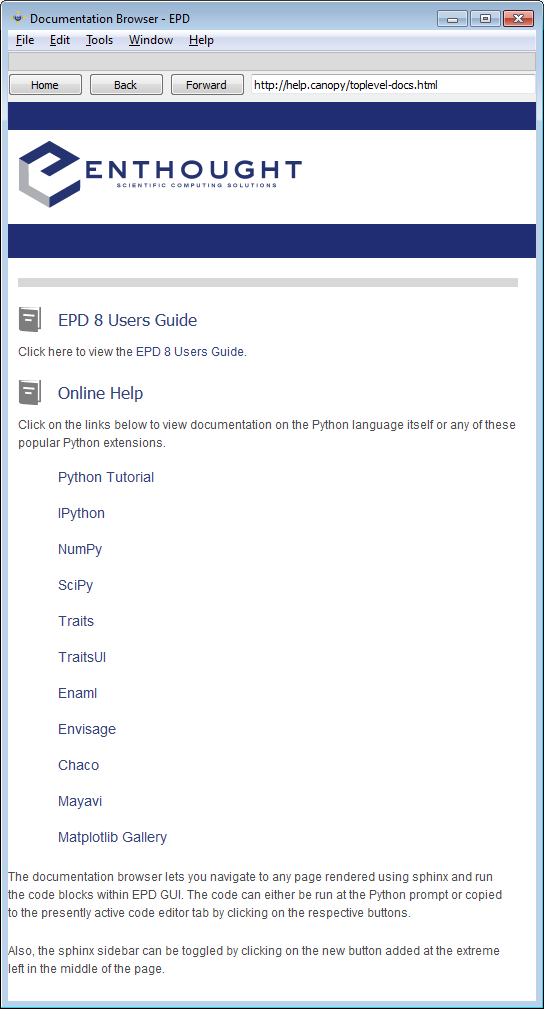 Documentation Browser - EPD
File Edit Tools Window Help
Home Back Forward http://help.canopy/toplevel-docs.html
ENTHOUGHT
SCIENTIFIC COMPUTING SOLUTIONS
EPD 8 Users Guide
Click here to view the EPD 8 Users Guide.
Online Help
Click on the links below to view documentation on the Python language itself or any of these
popular Python extensions.
Python Tutorial
IPython
NumPy
SciPy
Traits
TraitsUI
Enaml
Envisage
Chaco
Mayavi
Matplotlib Gallery
The documentation browser lets you navigate to any page rendered using sphinx and run
the code blocks within EPD GUI. The code can either be run at the Python prompt or copied
to the presently active code editor tab by clicking on the respective buttons.
Also, the sphinx sidebar can be toggled by clicking on the new button added at the extreme
left in the middle of the page.